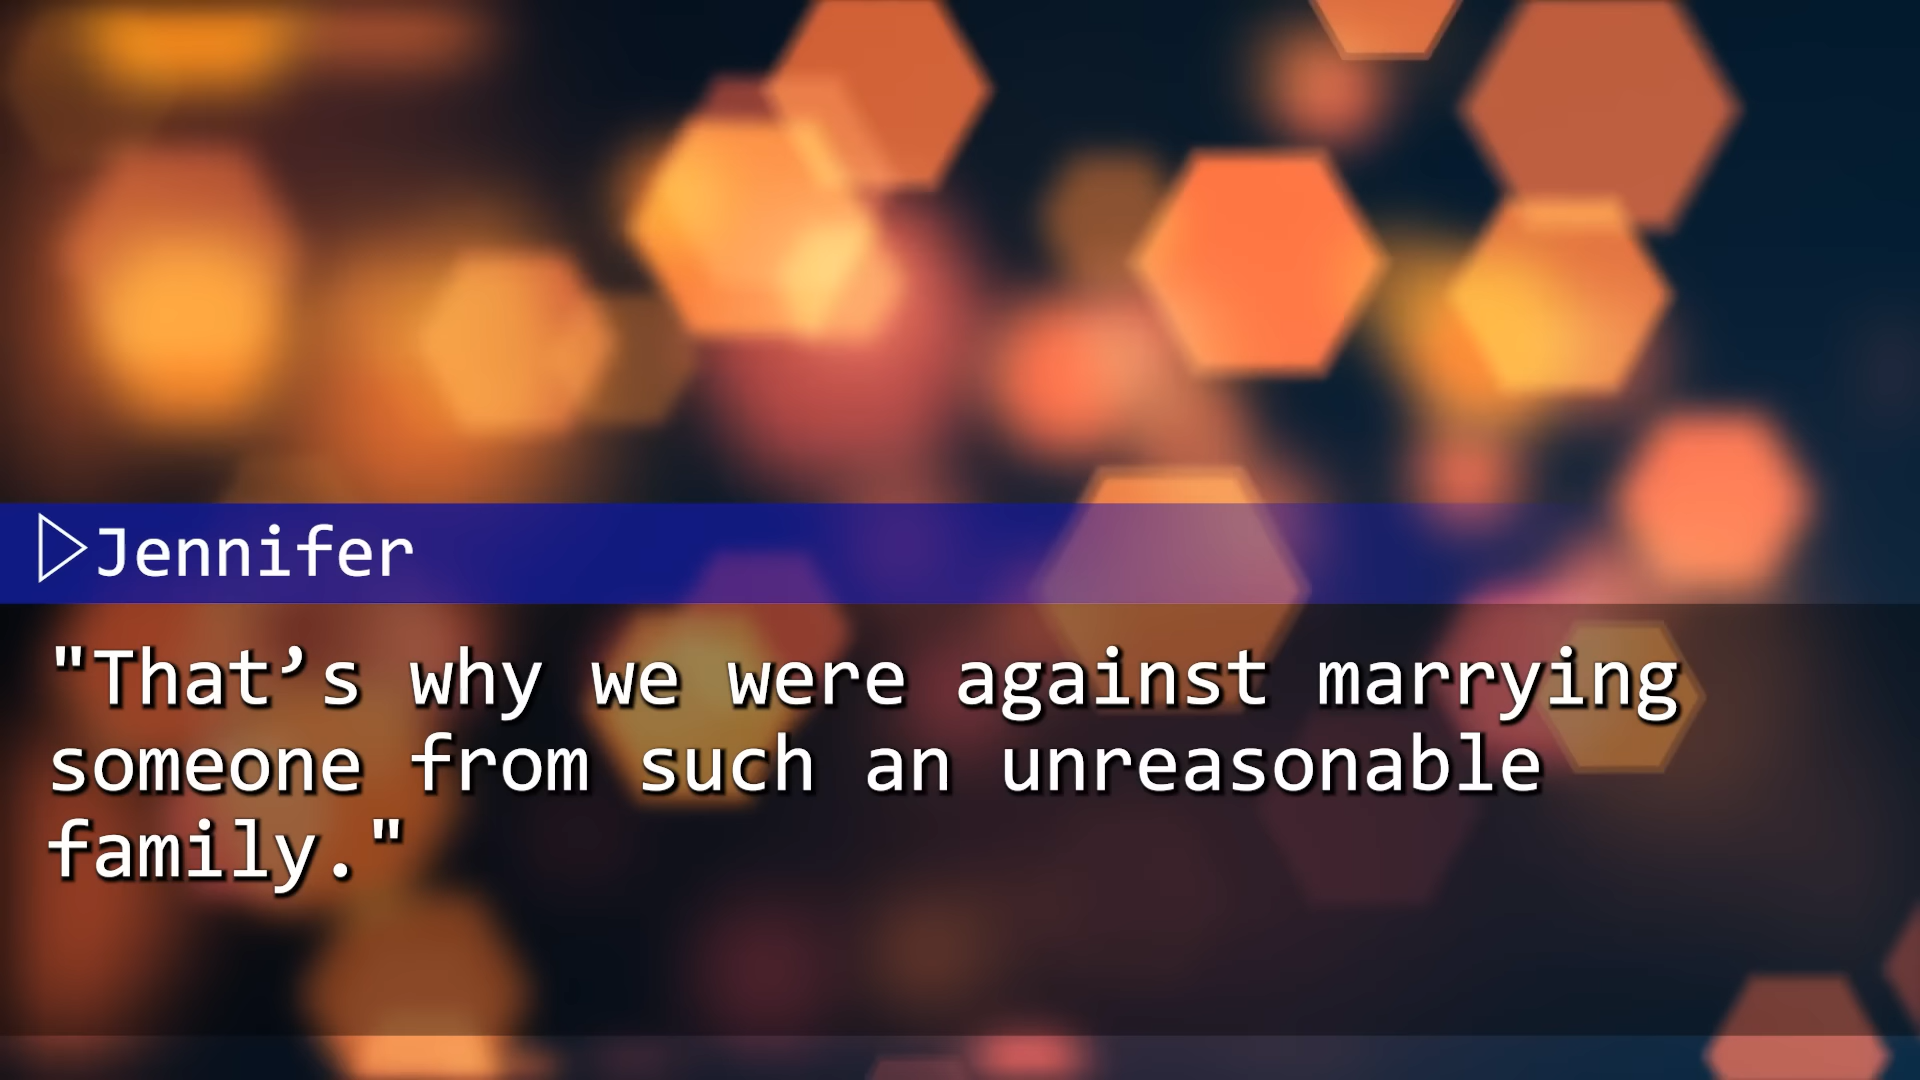 Jennifer
"That’s why we were against marrying
someone from such an unreasonable
family."